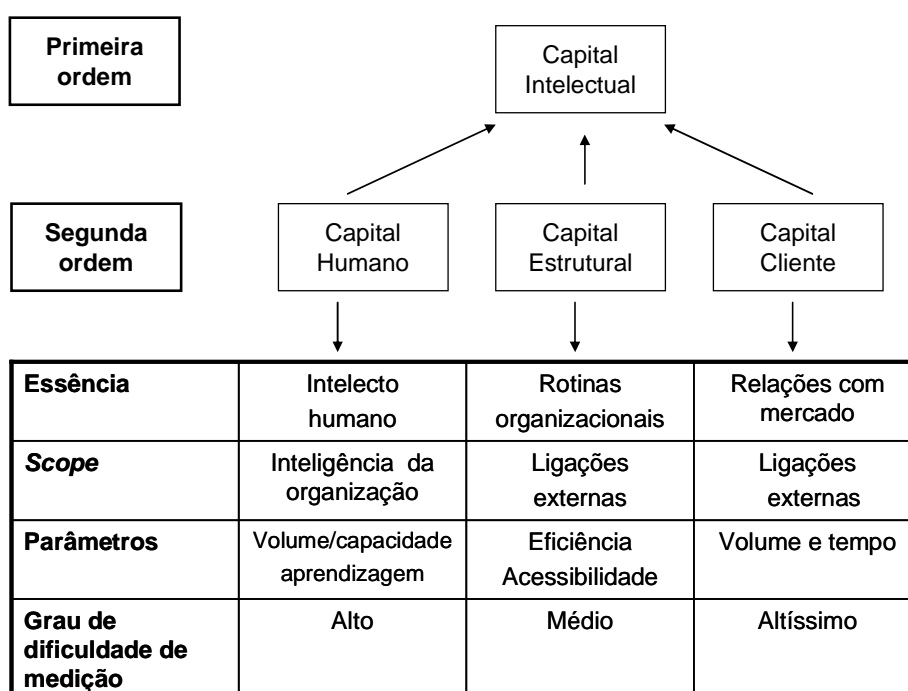 Primeira
ordem
Capital
Intelectual
Segunda
ordem
Capital
Humano
Capital
Estrutural
Capital
Cliente
Essência
Intelecto
humano
Rotinas
organizacionais
Relações com
mercado
Scope
Inteligência da
organização
Ligações
externas
Ligações
externas
Parâmetros
Volume/capacidade
aprendizagem
Eficiência
Acessibilidade
Volume e tempo
Grau de
dificuldade de
medição
Alto
Médio
Altíssimo